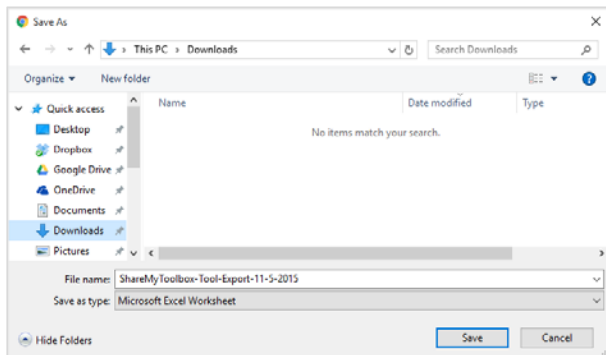 Save As
This PC > Downloads
Search Downloads
Organize
New folder
Name
Date modified
Type
Quick access
No items match your search.
Desktop
Dropbox
Google Drive
OneDrive
Documents
Downloads
Pictures
File name: ShareMyToolbox-Tool-Export-11-5-2015
Save as type: Microsoft Excel Worksheet
Hide Folders
Save
Cancel